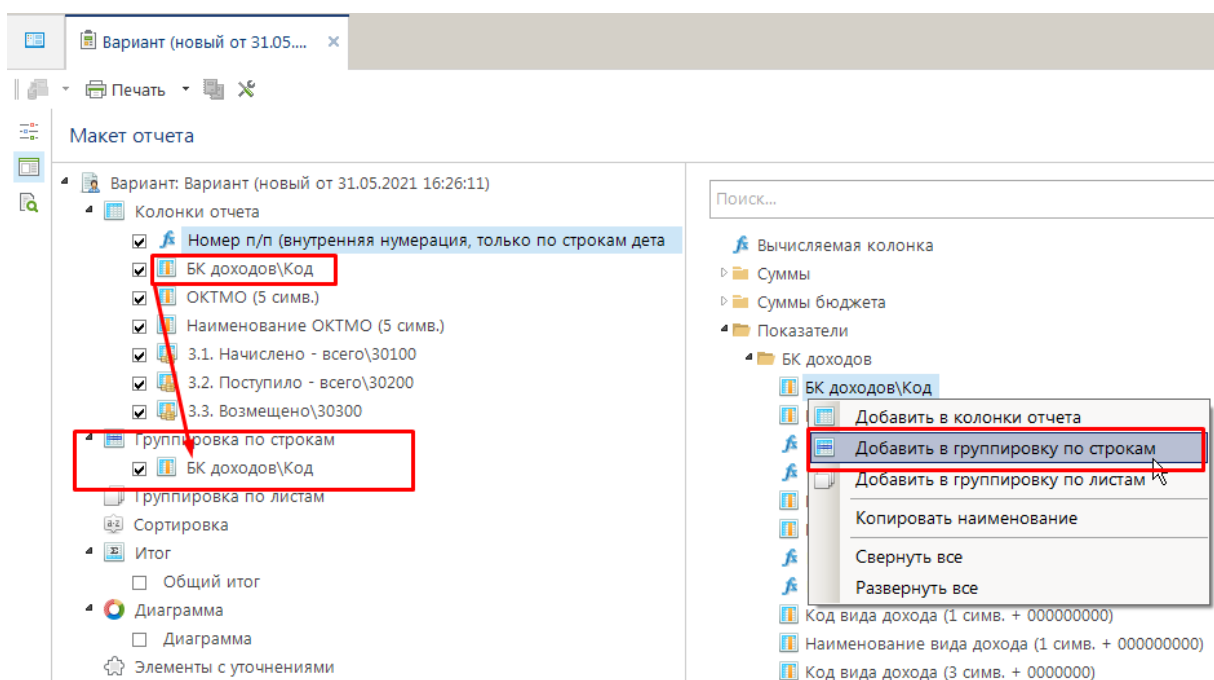 Вариант (новый от 31.05....
Печать
Макет отчета
Вариант: Вариант (новый от 31.05.2021 16:26:11)
Колонки отчета
Номер п/п (внутренняя нумерация, только по строкам дета
БК доходов\Код
ОКТМО (5 симв.)
Наименование ОКТМО (5 симв.)
3.1. Начислено - всего\30100
3.2. Поступило - всего\30200
3.3. Возмещено\30300
Группировка по строкам
БК доходов\Код
Группировка по листам
Сортировка
Итог
Общий итог
Диаграмма
Диаграмма
Элементы с уточнениями
Поиск...
Вычисляемая колонка
Суммы
Суммы бюджета
Показатели
БК доходов
БК доходов\Код
Добавить в колонки отчета
Добавить в группировку по строкам
Добавить в группировку по листам
Копировать наименование
Свернуть все
Развернуть все
Код вида дохода (1 симв. + 000000000)
Наименование вида дохода (1 симв. + 000000000)
Код вида дохода (3 симв. + 0000000)